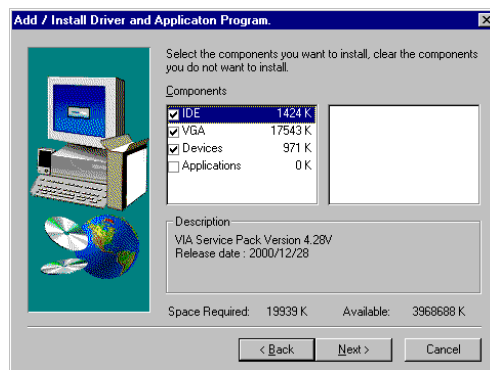 Add / Install Driver and Applicaton Program.
Select the components you want to install, clear the components
you do not want to install.
Components
IDE 1424 K
VGA 17543 K
Devices 971 K
Applications 0 K
Description
VIA Service Pack Version 4.28V
Release date : 2000/12/28
Space Required: 19939 K Available: 3968688 K
< Back Next > Cancel